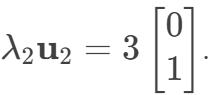 λ₂u₂ = 3 [0 1].